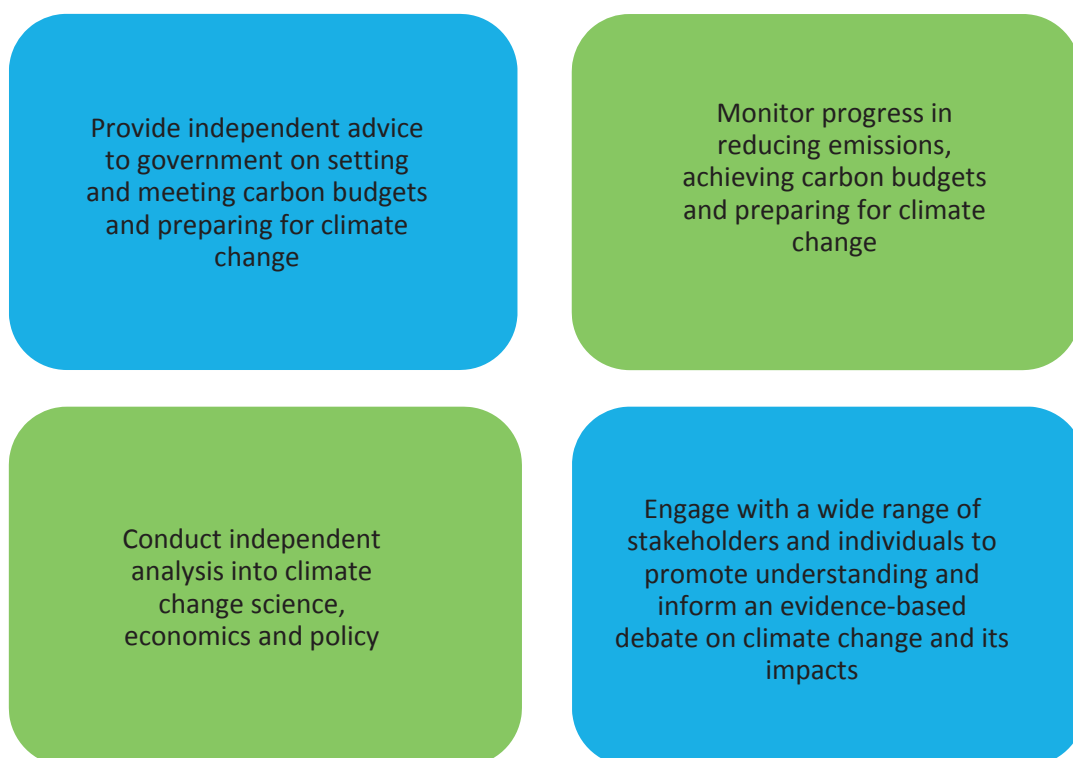 Provide independent advice
to government on setting
and meeting carbon budgets
and preparing for climate
change
Monitor progress in
reducing emissions,
achieving carbon budgets
and preparing for climate
change
Conduct independent
analysis into climate
change science,
economics and policy
Engage with a wide range of
stakeholders and individuals to
promote understanding and
inform an evidence-based
debate on climate change and its
impacts